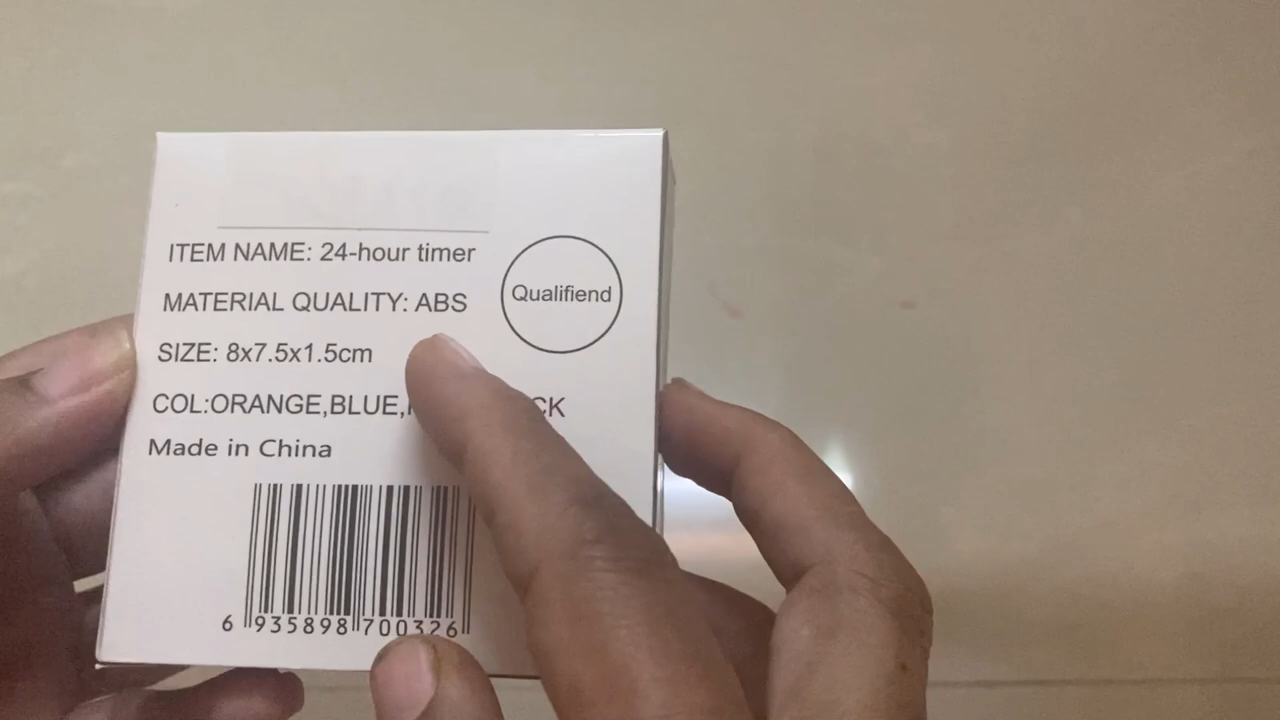 ITEM NAME: 24-hour timer
Qualifiend
MATERIAL QUALITY: ABS
SIZE: 8x7.5x1.5cm
COL:ORANGE,BLUE,
Made in China
6 935898 700326